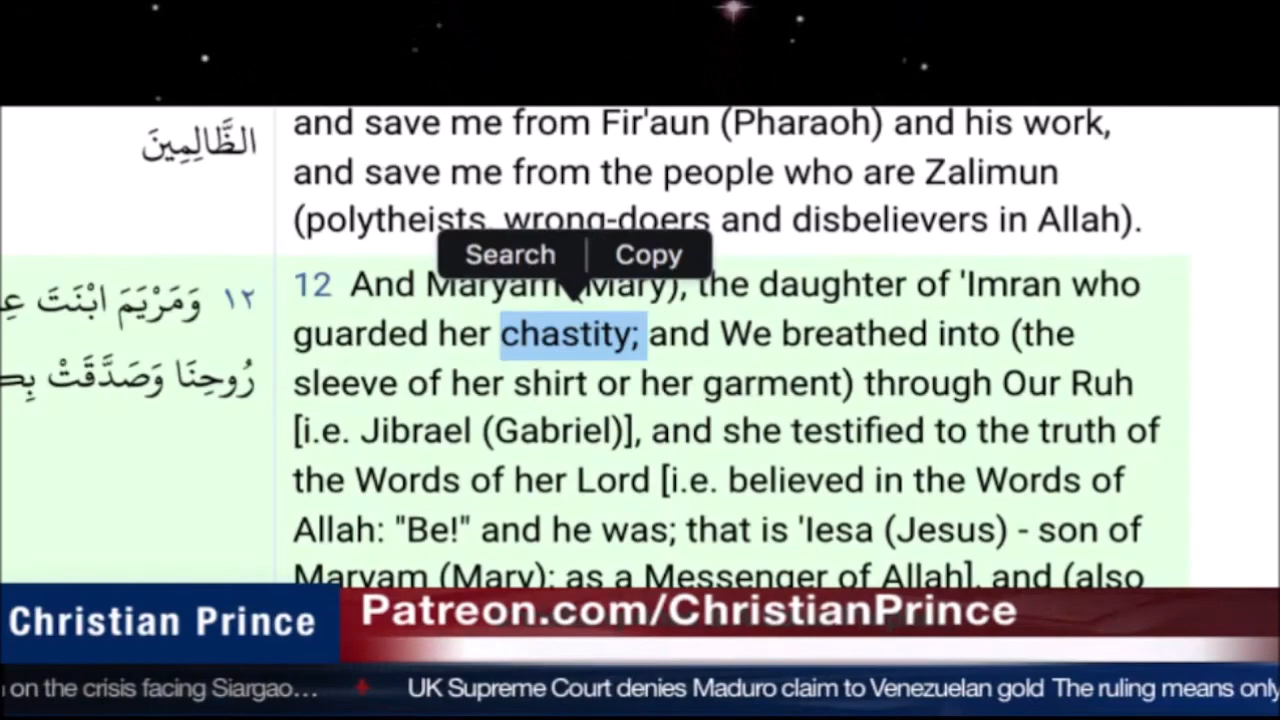 and save me from Fir'aun (Pharaoh) and his work,
الظَّالِمِينَ
and save me from the people who are Zalimun
(polytheists, wrong-doers and disbelievers in Allah).
Search Copy
12 And Maryam (Mary), the daughter of 'Imran who
١٢ وَمَرْيَمَ ابْنَتَ
guarded her chastity; and We breathed into (the
رُوحِنَا وَصَدَّقَتْ
sleeve of her shirt or her garment) through Our Ruh
[i.e. Jibrael (Gabriel)], and she testified to the truth of
the Words of her Lord [i.e. believed in the Words of
Allah: "Be!" and he was; that is 'Iesa (Jesus) - son of
Maryam (Mary); as a Messenger of Allah], and (also
Christian Prince
Patreon.com/ChristianPrince
on the crisis facing Siargao... UK Supreme Court denies Maduro claim to Venezuelan gold The ruling means only